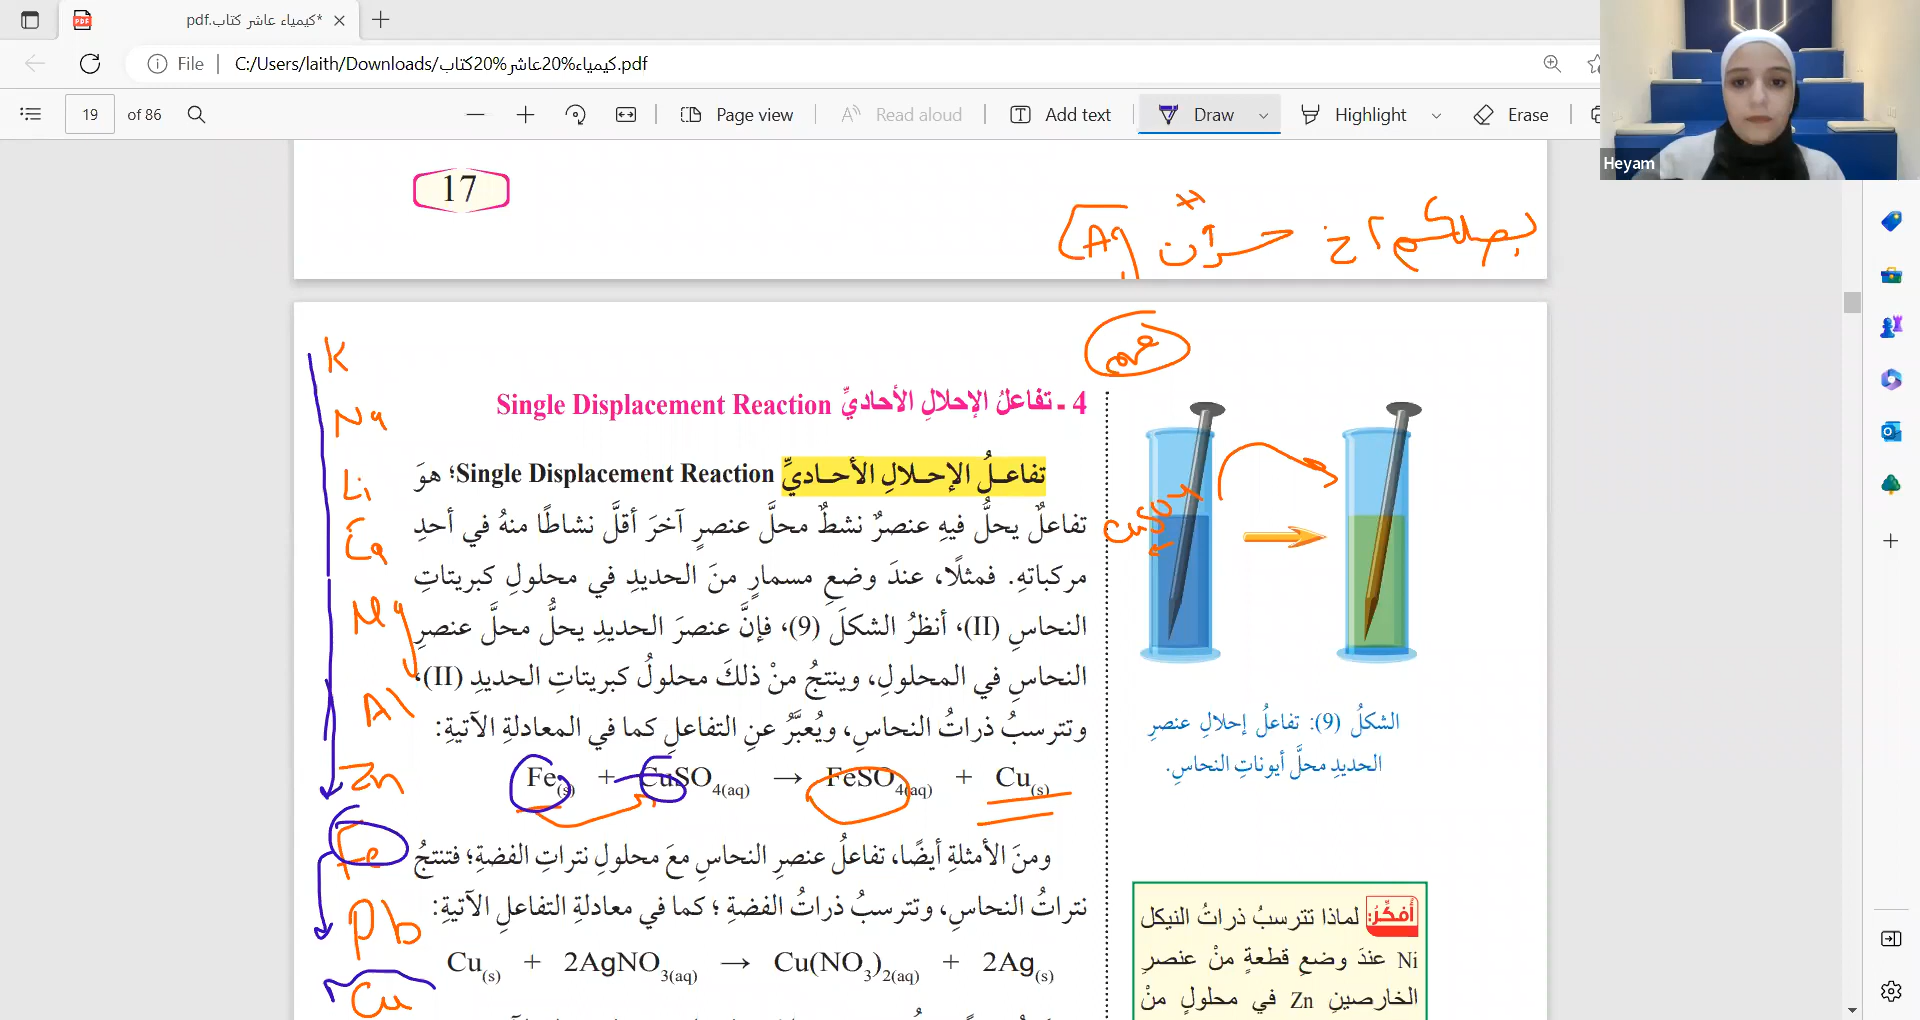 كيمياء عاشر كتاب.pdf*
File
C:/Users/laith/Downloads/كيمياء%20عاشر%20كتاب.pdf
19 of 86
Page view
Read aloud
Add text
Draw
Highlight
Erase
Heyam
17
Ag
K
Na
Li
Ca
Mg
Al
Zn
Fe
Pb
Cu
4 ـ تفاعلُ الإحلالِ الأحاديِّ Single Displacement Reaction
تفاعـلُ الإحـلالِ الأحـاديِّ Single Displacement Reaction؛ هوَ
تفاعلٌ يحلُّ فيهِ عنصرٌ نشطٌ محلَّ عنصرٍ آخرَ أقلَّ نشاطًا منهُ في أحدِ
مركباتهِ. فمثلًا، عندَ وضعِ مسمارٍ منَ الحديدِ في محلولِ كبريتاتِ
النحاسِ (II)، أنظرُ الشكلَ (9)، فإنَّ عنصرَ الحديدِ يحلُّ محلَّ عنصرِ
النحاسِ في المحلولِ، وينتجُ منْ ذلكَ محلولُ كبريتاتِ الحديدِ (II)،
وتترسبُ ذراتُ النحاسِ، ويُعبَّرُ عنِ التفاعلِ كما في المعادلةِ الآتيةِ:
Fe(s) + CuSO4(aq) → FeSO4(aq) + Cu(s)
ومنَ الأمثلةِ أيضًا، تفاعلُ عنصرِ النحاسِ معَ محلولِ نتراتِ الفضةِ؛ فتنتجُ
نتراتُ النحاسِ، وتترسبُ ذراتُ الفضةِ؛ كما في معادلةِ التفاعلِ الآتيةِ:
Cu(s) + 2AgNO3(aq) → Cu(NO3)2(aq) + 2Ag(s)
CuSO4
الشكلُ (9): تفاعلُ إحلالِ عنصرِ
الحديدِ محلَّ أيوناتِ النحاسِ.
أُفكِّرُ: لماذا تترسبُ ذراتُ النيكل
Ni عندَ وضعِ قطعةٍ منْ عنصرِ
الخارصينِ Zn في محلولٍ منْ